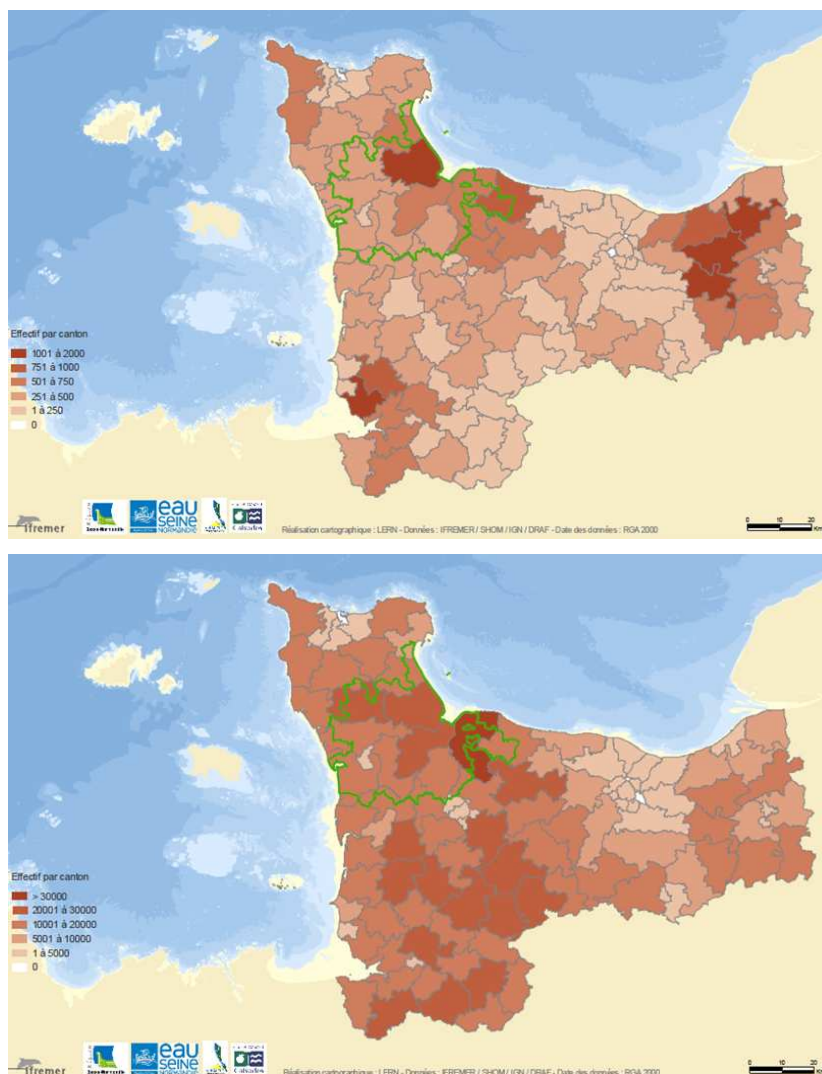 Effectif par canton
1001 à 2000
751 à 1000
501 à 750
251 à 500
1 à 250
0
ifremer
eau
SEINE
NORMANDIE
Calvados
Réalisation cartographique : LERN - Données : IFREMER / SHOM / IGN / DRAF - Date des données : RGA 2000
0 10 20
Km
Effectif par canton
> 30000
20001 à 30000
10001 à 20000
5001 à 10000
1 à 5000
0
ifremer
eau
SEINE
NORMANDIE
Calvados
Réalisation cartographique : LERN - Données : IFREMER / SHOM / IGN / DRAF - Date des données : RGA 2000
0 10 20